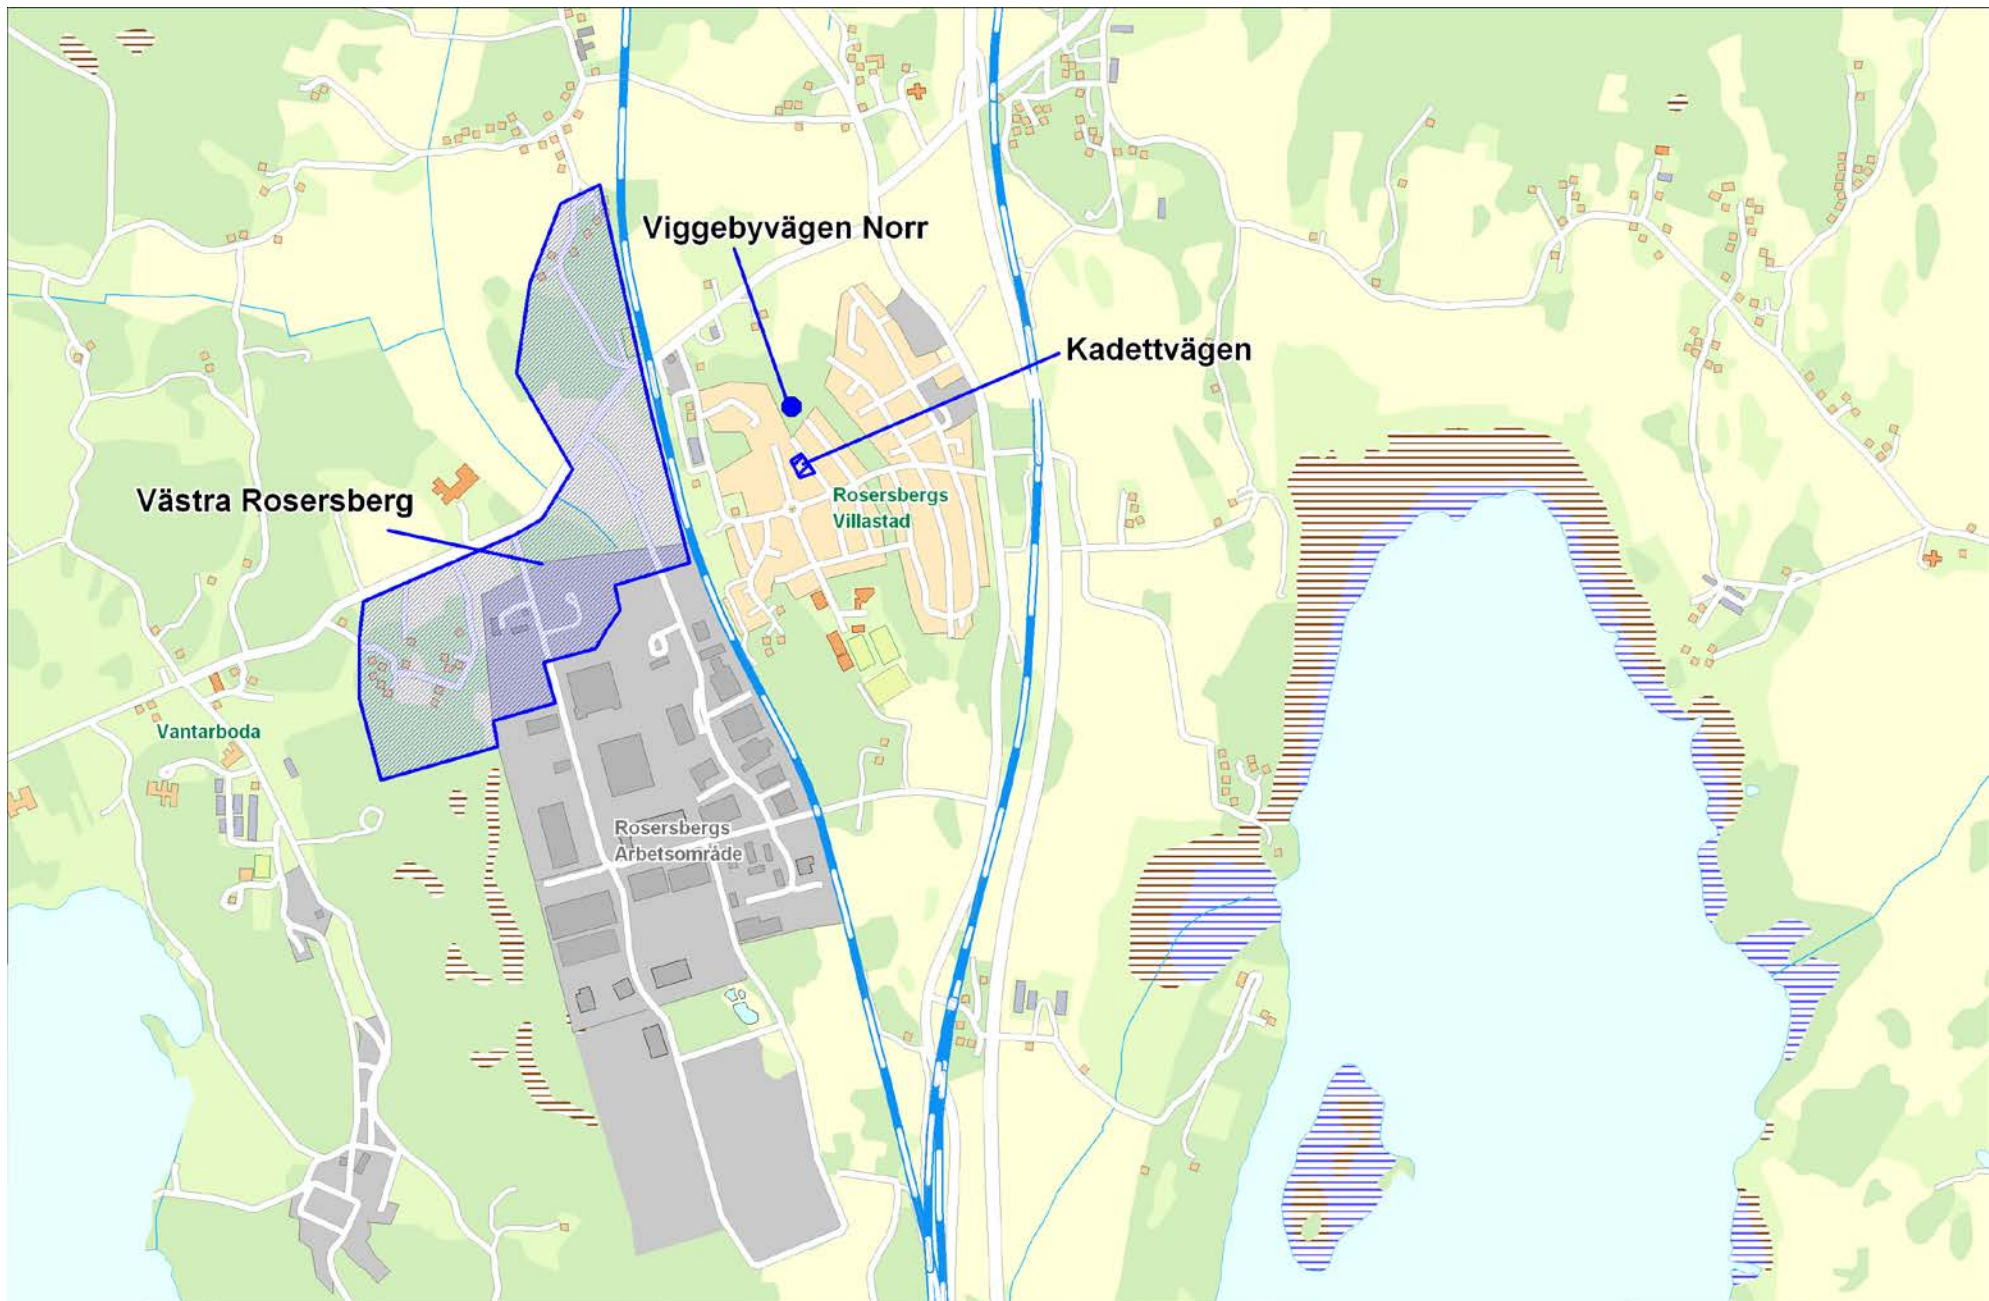 Viggebyvägen Norr
Kadettvägen
Västra Rosersberg
Rosersbergs
Villastad
Vantarboda
Rosersbergs
Arbetsområde